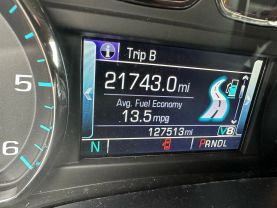 Trip B
21743.0 mi
Avg. Fuel Economy
13.5 mpg
127513 mi
V8
N
PRNDL
5
6